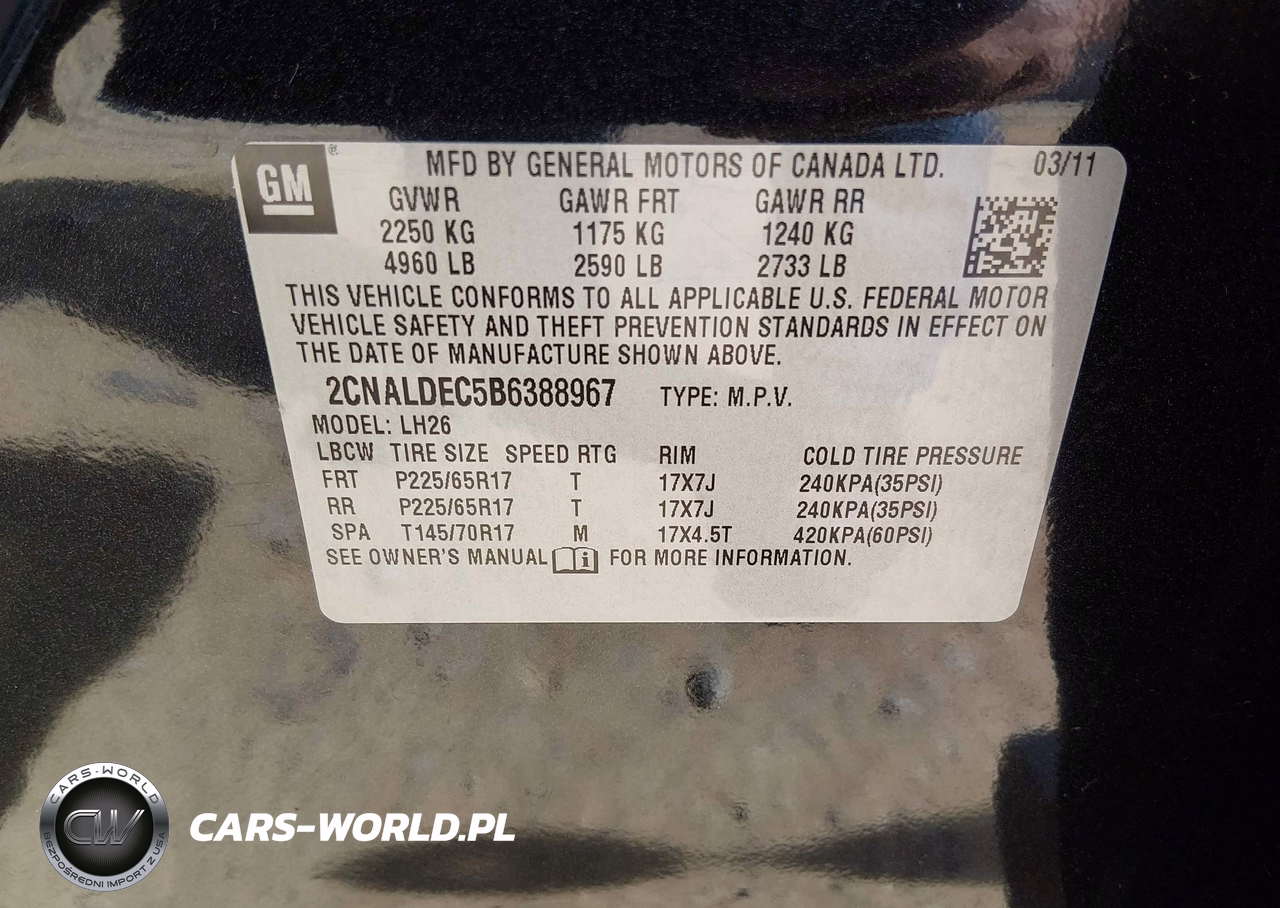 GM®
MFD BY GENERAL MOTORS OF CANADA LTD. 03/11
GVWR GAWR FRT GAWR RR
2250 KG 1175 KG 1240 KG
4960 LB 2590 LB 2733 LB
THIS VEHICLE CONFORMS TO ALL APPLICABLE U.S. FEDERAL MOTOR
VEHICLE SAFETY AND THEFT PREVENTION STANDARDS IN EFFECT ON
THE DATE OF MANUFACTURE SHOWN ABOVE.
2CNALDEC5B6388967 TYPE: M.P.V.
MODEL: LH26
LBCW TIRE SIZE SPEED RTG RIM COLD TIRE PRESSURE
FRT P225/65R17 T 17X7J 240KPA(35PSI)
RR P225/65R17 T 17X7J 240KPA(35PSI)
SPA T145/70R17 M 17X4.5T 420KPA(60PSI)
SEE OWNER'S MANUAL i FOR MORE INFORMATION.
CARS-WORLD
CW
BEZPOŚREDNI IMPORT Z USA
CARS-WORLD.PL